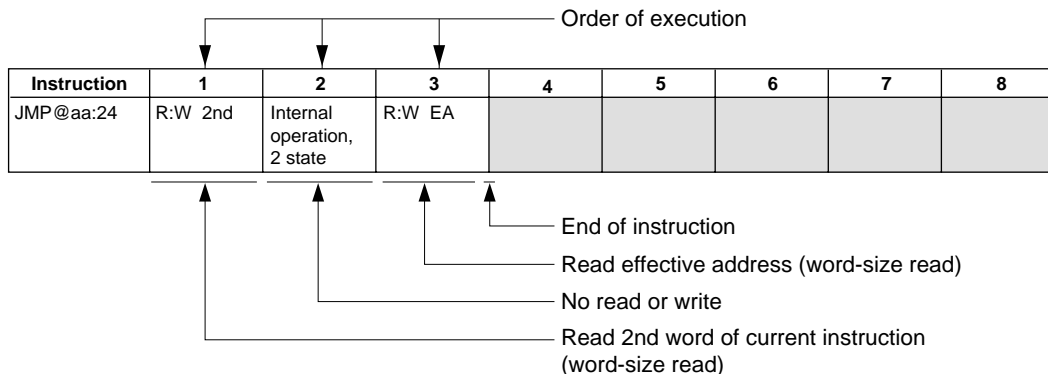 Order of execution
Instruction 1 2 3 4 5 6 7 8
JMP@aa:24 R:W 2nd Internal operation, 2 state R:W EA
End of instruction
Read effective address (word-size read)
No read or write
Read 2nd word of current instruction
(word-size read)